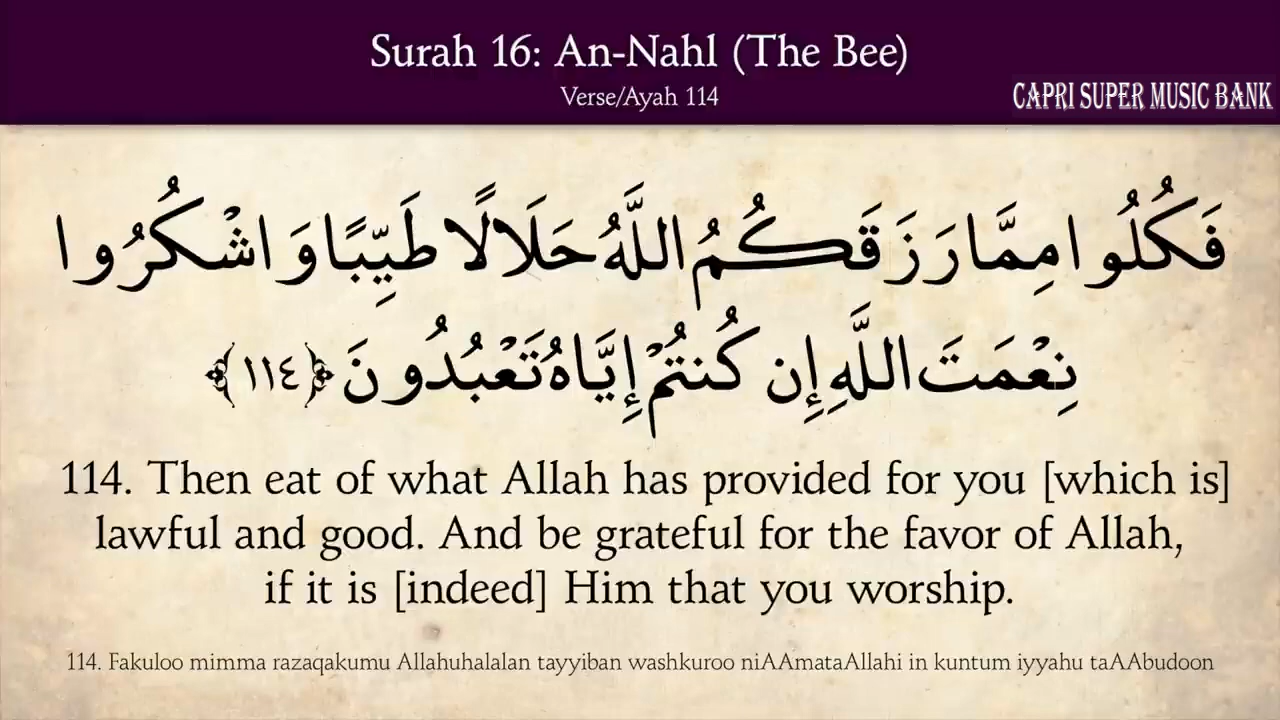 Surah 16: An-Nahl (The Bee)
Verse/Ayah 114
CAPRI SUPER MUSIC BANK
فَكُلُوا مِمَّا رَزَقَكُمُ اللَّهُ حَلَالًا طَيِّبًا وَاشْكُرُوا
نِعْمَتَ اللَّهِ إِن كُنتُمْ إِيَّاهُ تَعْبُدُونَ ﴿١١٤﴾
114. Then eat of what Allah has provided for you [which is]
lawful and good. And be grateful for the favor of Allah,
if it is [indeed] Him that you worship.
114. Fakuloo mimma razaqakumu Allahuhalalan tayyiban washkuroo niAAmataAllahi in kuntum iyyahu taAAbudoon